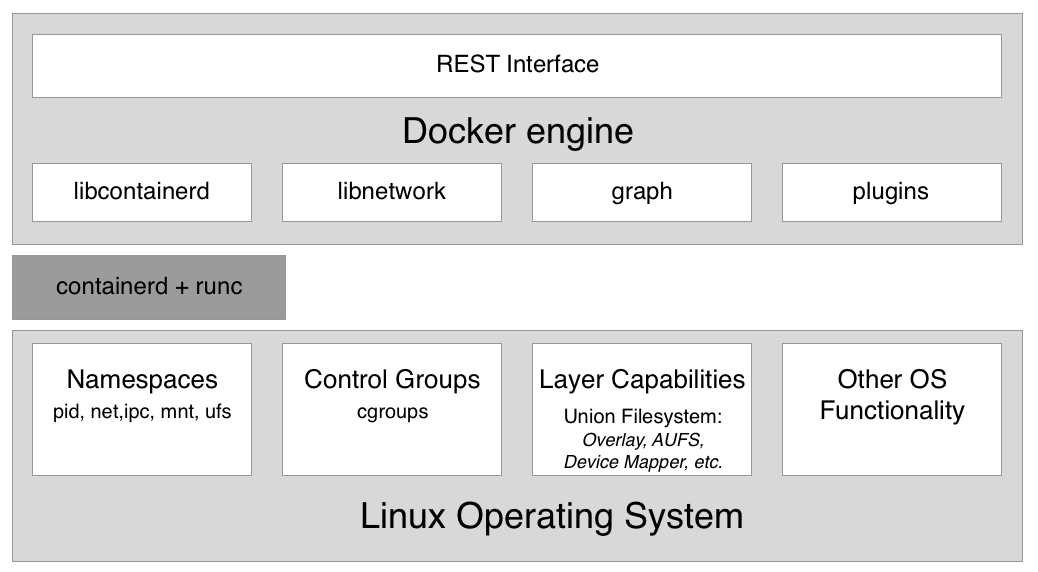 REST Interface
Docker engine
libcontainerd
libnetwork
graph
plugins
containerd + runc
Namespaces
pid, net,ipc, mnt, ufs
Control Groups
cgroups
Layer Capabilities
Union Filesystem:
Overlay, AUFS,
Device Mapper, etc.
Other OS
Functionality
Linux Operating System